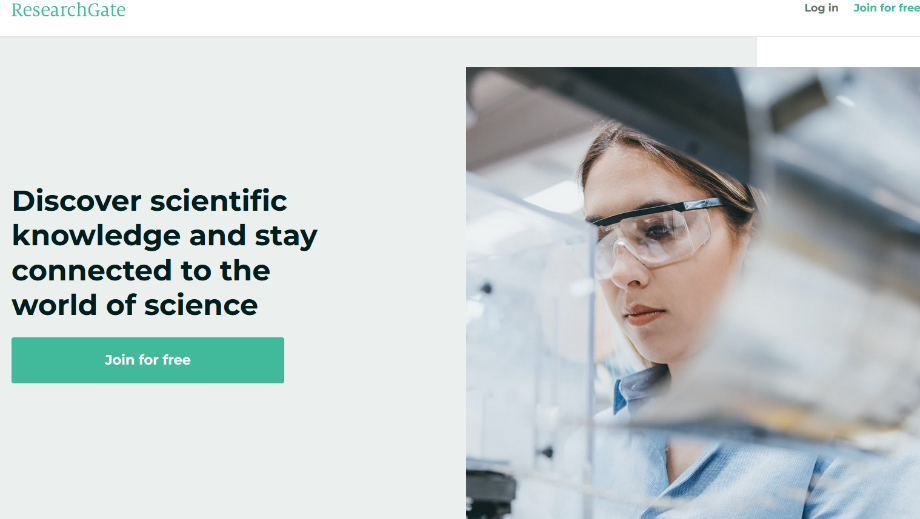 ResearchGate
Log in
Join for free
Discover scientific
knowledge and stay
connected to the
world of science
Join for free